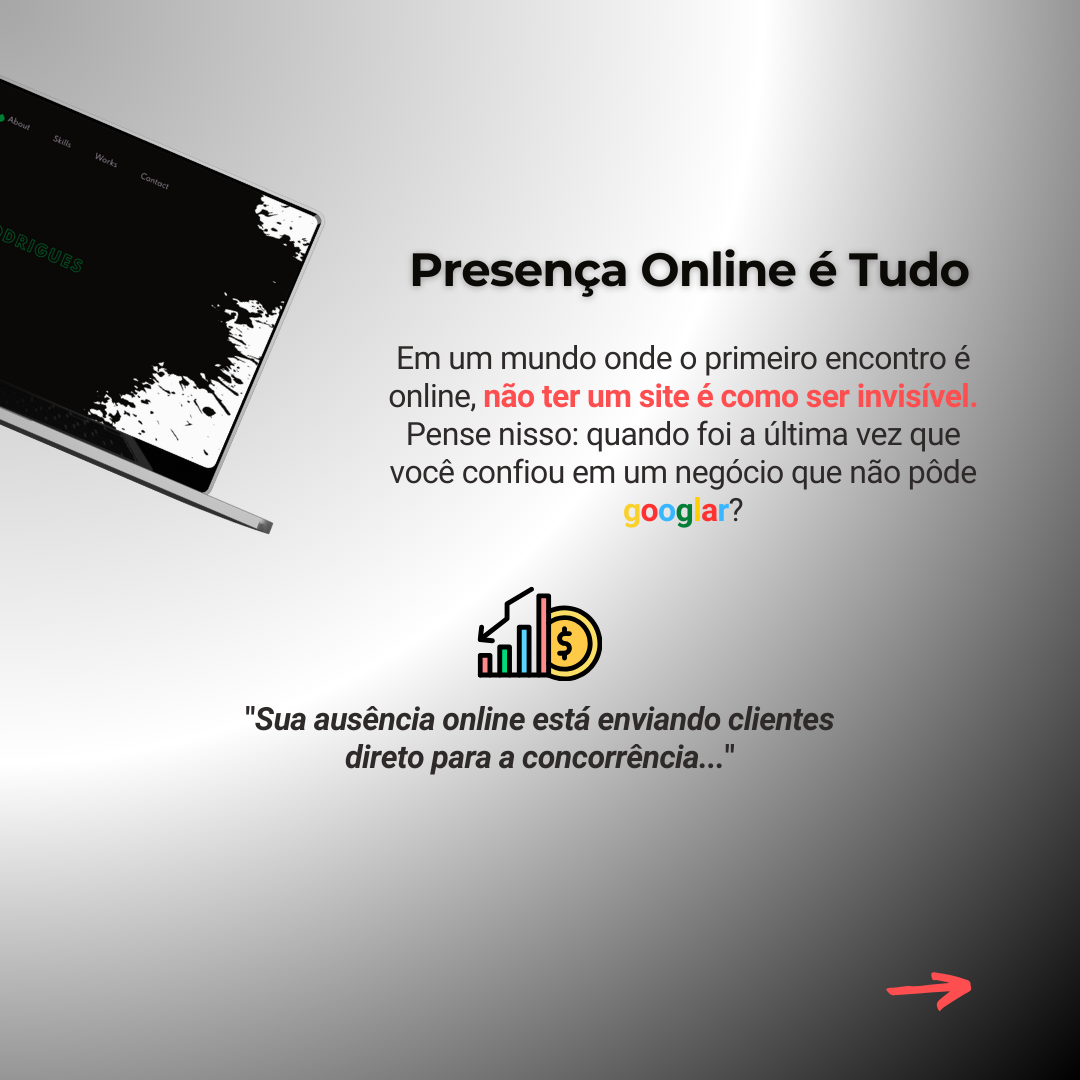 About
Skills
Works
Contact
ODRIGUES
Presença Online é Tudo
Em um mundo onde o primeiro encontro é
online, não ter um site é como ser invisível.
Pense nisso: quando foi a última vez que
você confiou em um negócio que não pôde
googlar?
$
"Sua ausência online está enviando clientes
direto para a concorrência..."